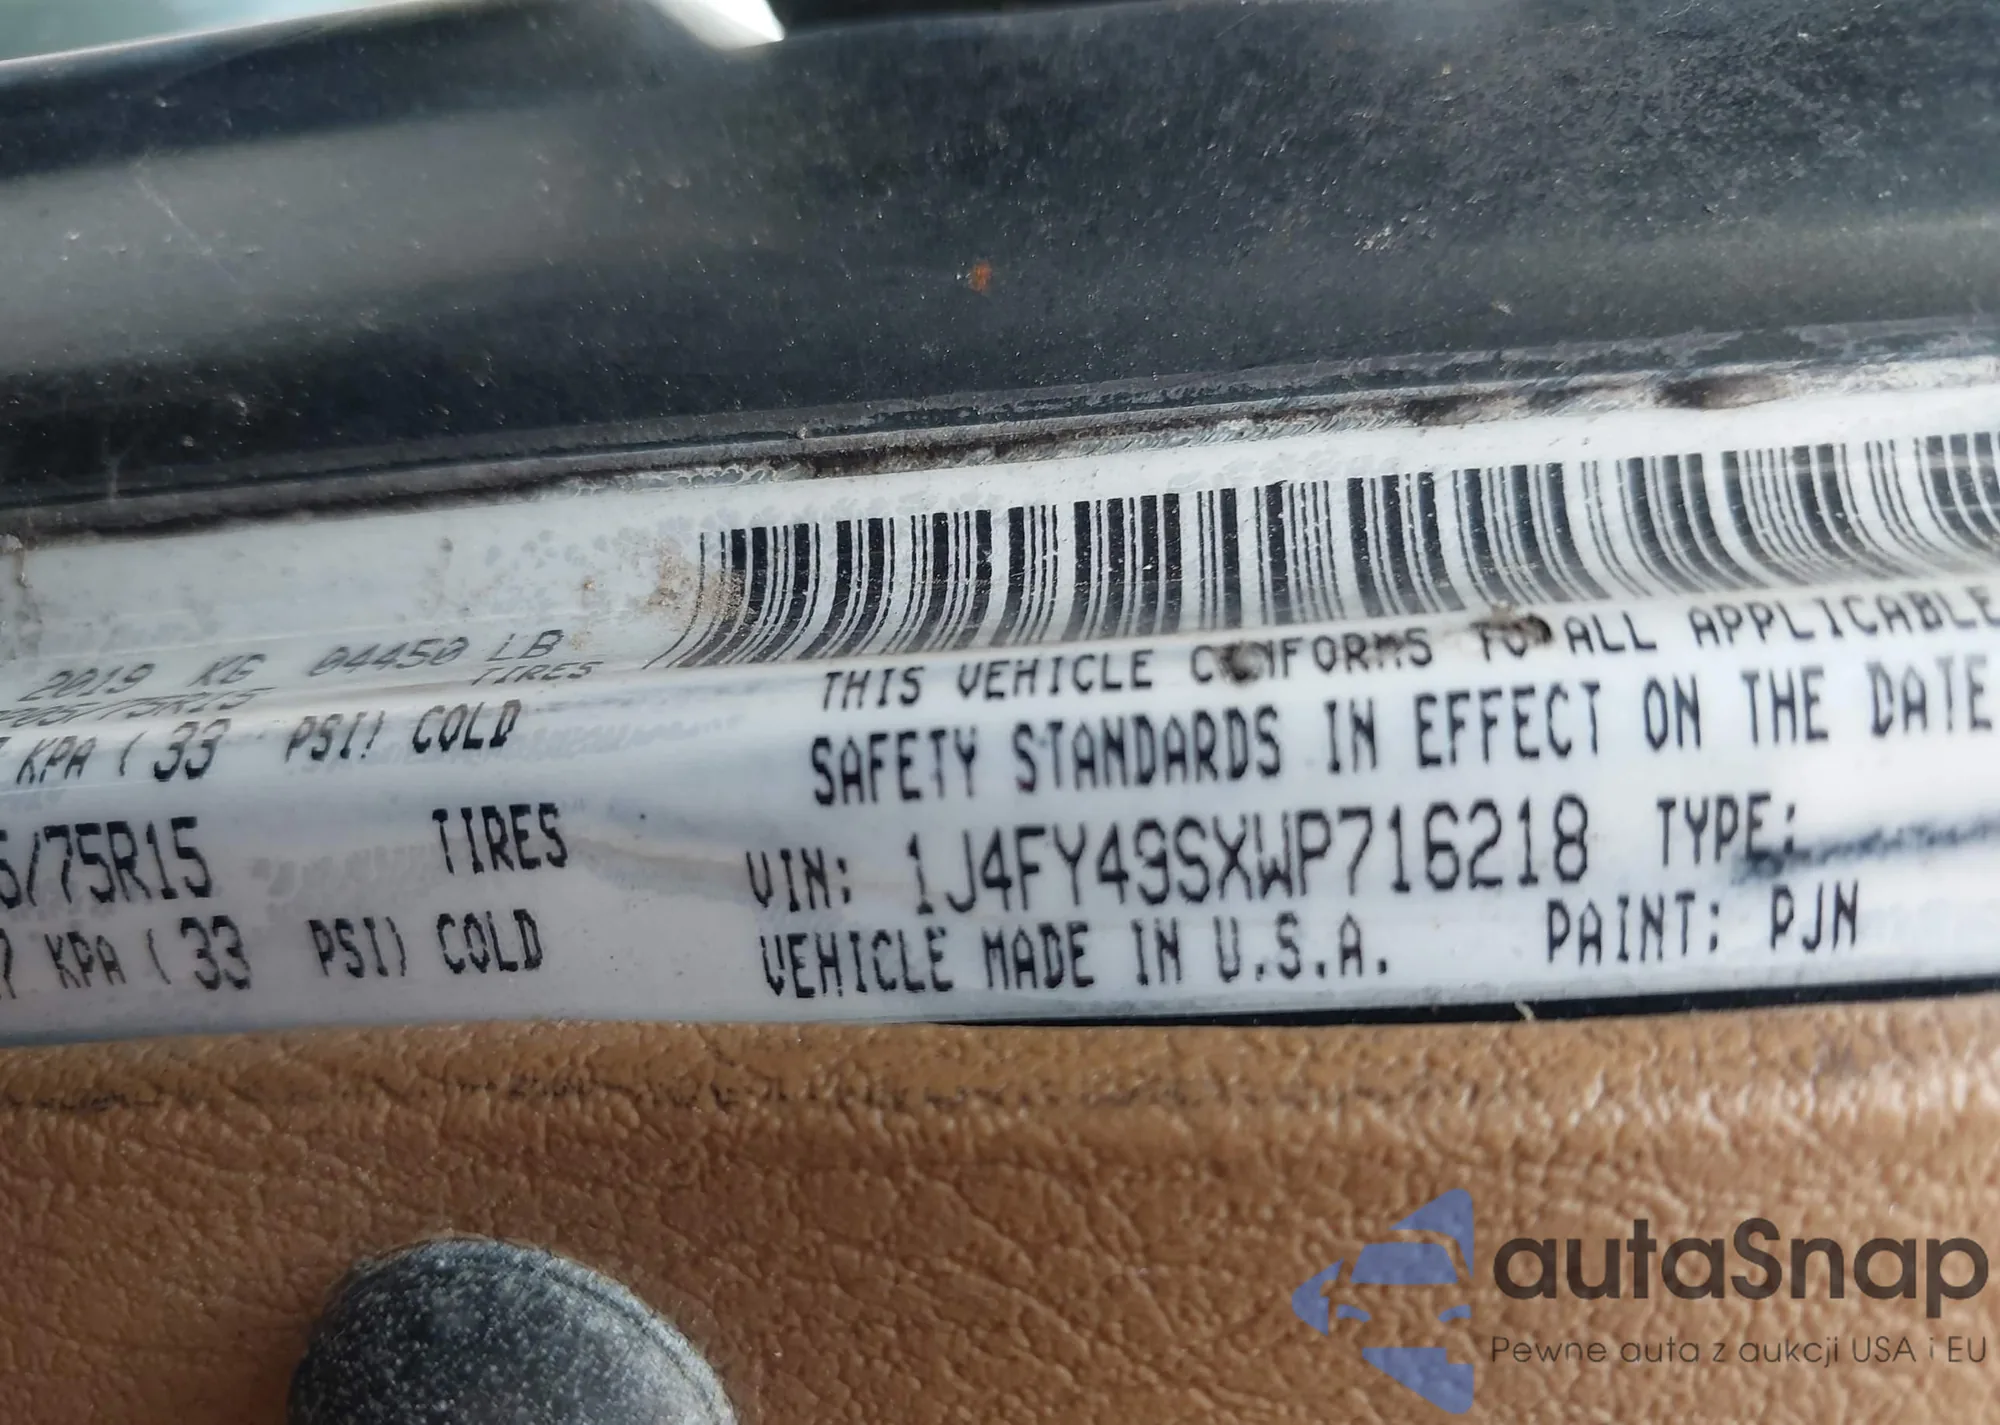 2019 KG 04450 LB
TIRES
KPA ( 33 PSI) COLD
5/75R15 TIRES
KPA ( 33 PSI) COLD
THIS VEHICLE CONFORMS TO ALL APPLICABLE
SAFETY STANDARDS IN EFFECT ON THE DATE
VIN: 1J4FY49SXWP716218 TYPE:
VEHICLE MADE IN U.S.A. PAINT: PJN
autaSnap
Pewne auta z aukcji USA i EU